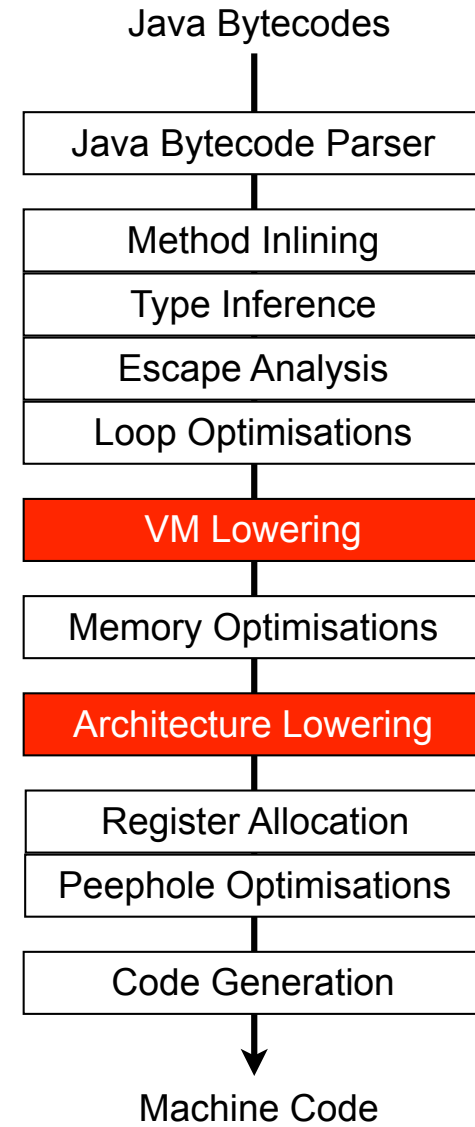 Java Bytecodes
Java Bytecode Parser
Method Inlining
Type Inference
Escape Analysis
Loop Optimisations
VM Lowering
Memory Optimisations
Architecture Lowering
Register Allocation
Peephole Optimisations
Code Generation
Machine Code